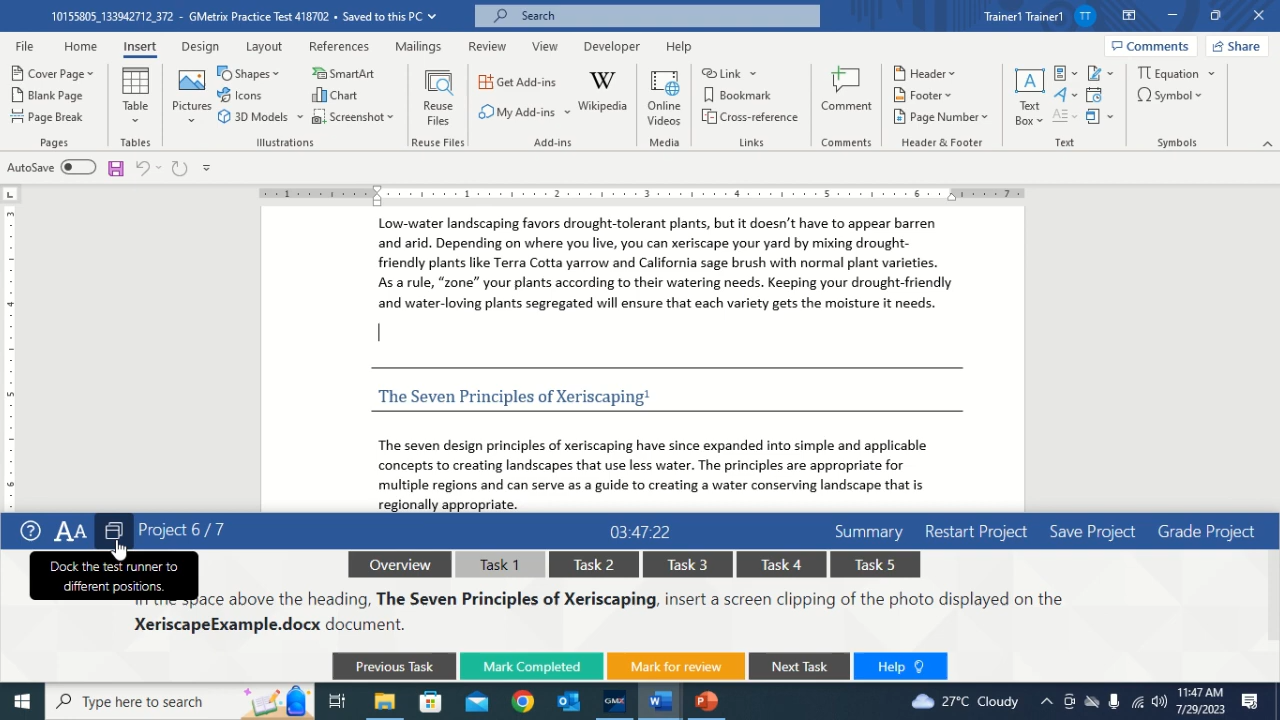 10155805_133942712_372 - GMetrix Practice Test 418702 • Saved to this PC
Search
Trainer1 Trainer1
TT
File Home Insert Design Layout References Mailings Review View Developer Help
Comments
Share
Cover Page
Blank Page
Page Break
Pages
Table
Tables
Pictures
Shapes
Icons
3D Models
SmartArt
Chart
Screenshot
Illustrations
Reuse
Files
Reuse Files
Get Add-ins
My Add-ins
W
Wikipedia
Add-ins
Online
Videos
Media
Link
Bookmark
Cross-reference
Links
Comment
Comments
Header
Footer
Page Number
Header & Footer
Text
Box
Text
Equation
Symbol
Symbols
AutoSave
Low-water landscaping favors drought-tolerant plants, but it doesn't have to appear barren
and arid. Depending on where you live, you can xeriscape your yard by mixing drought-
friendly plants like Terra Cotta yarrow and California sage brush with normal plant varieties.
As a rule, “zone” your plants according to their watering needs. Keeping your drought-friendly
and water-loving plants segregated will ensure that each variety gets the moisture it needs.
The Seven Principles of Xeriscaping¹
The seven design principles of xeriscaping have since expanded into simple and applicable
concepts to creating landscapes that use less water. The principles are appropriate for
multiple regions and can serve as a guide to creating a water conserving landscape that is
regionally appropriate.
AA
Project 6 / 7
03:47:22
Summary Restart Project Save Project Grade Project
Dock the test runner to
different positions.
Overview Task 1 Task 2 Task 3 Task 4 Task 5
In the space above the heading, The Seven Principles of Xeriscaping, insert a screen clipping of the photo displayed on the
XeriscapeExample.docx document.
Previous Task Mark Completed Mark for review Next Task Help
Type here to search
27°C Cloudy
11:47 AM
7/29/2023